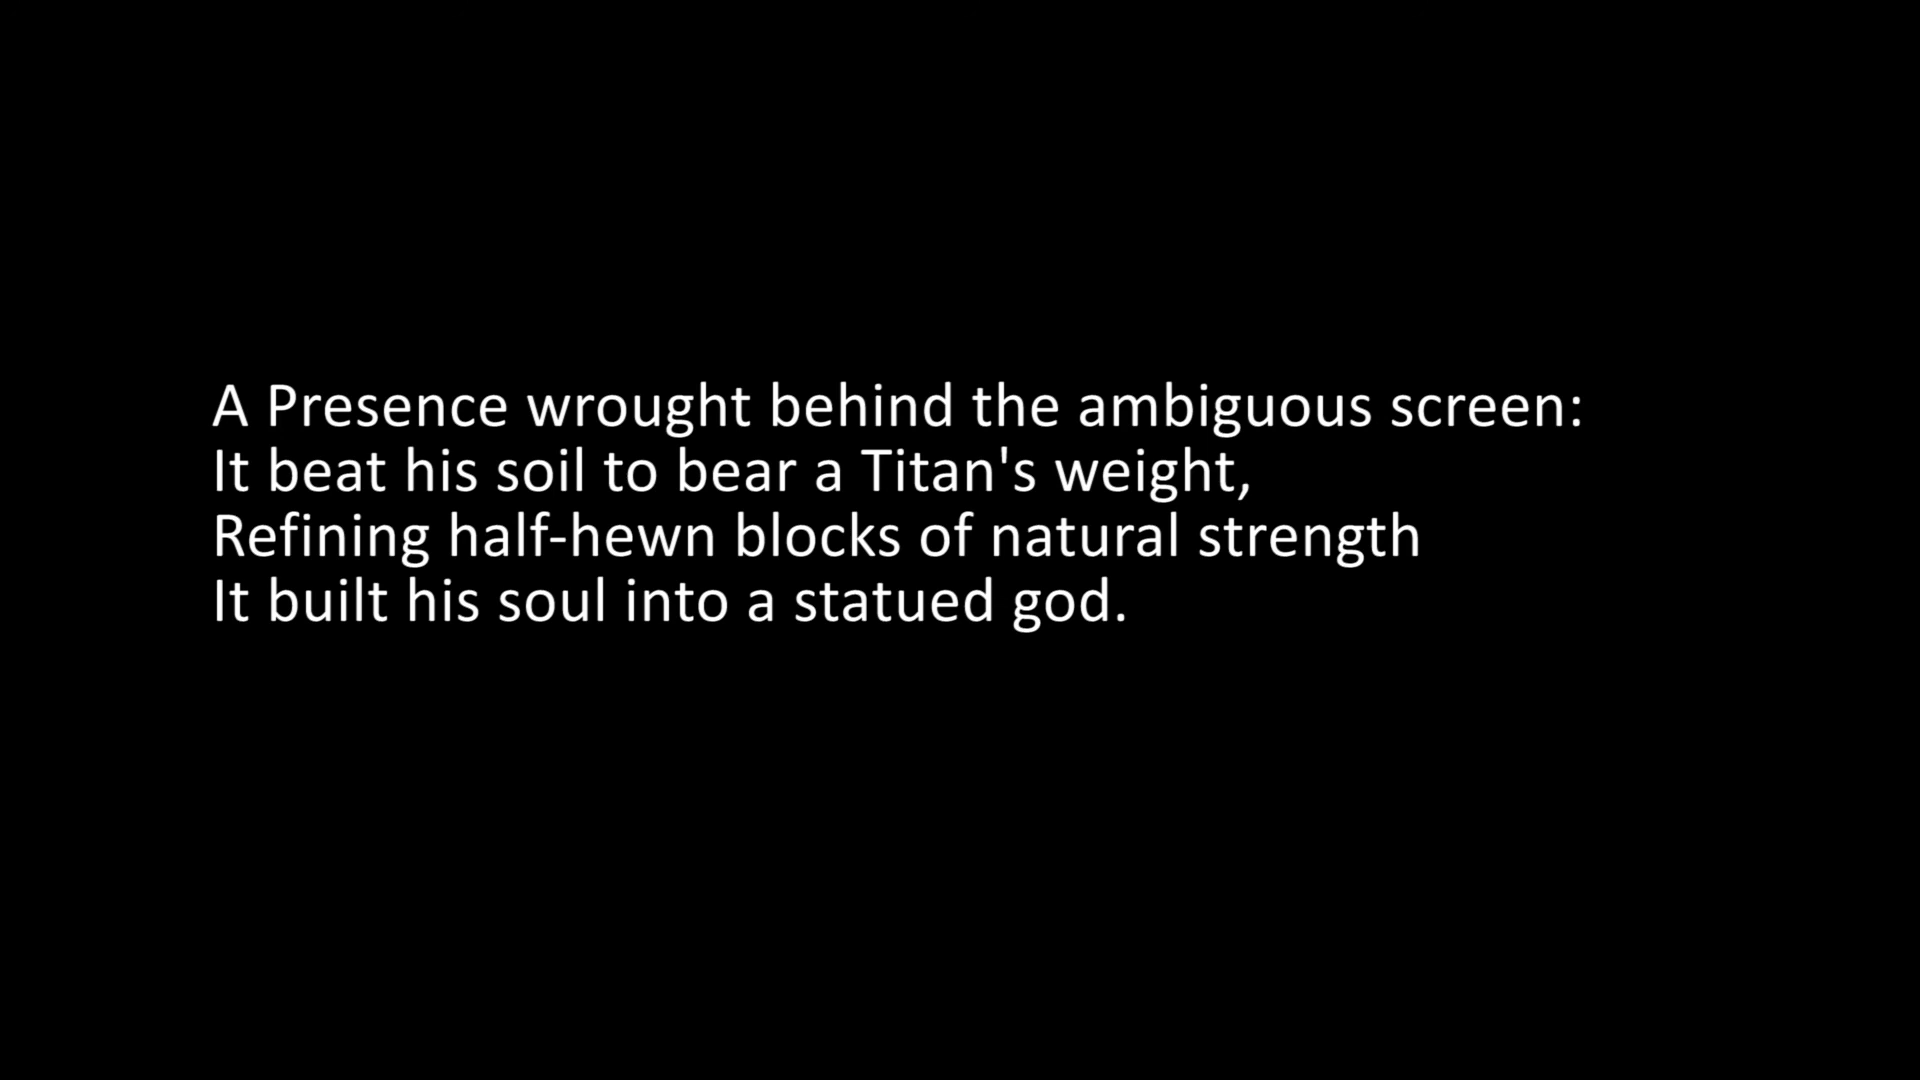 A Presence wrought behind the ambiguous screen:
It beat his soil to bear a Titan's weight,
Refining half-hewn blocks of natural strength
It built his soul into a statued god.